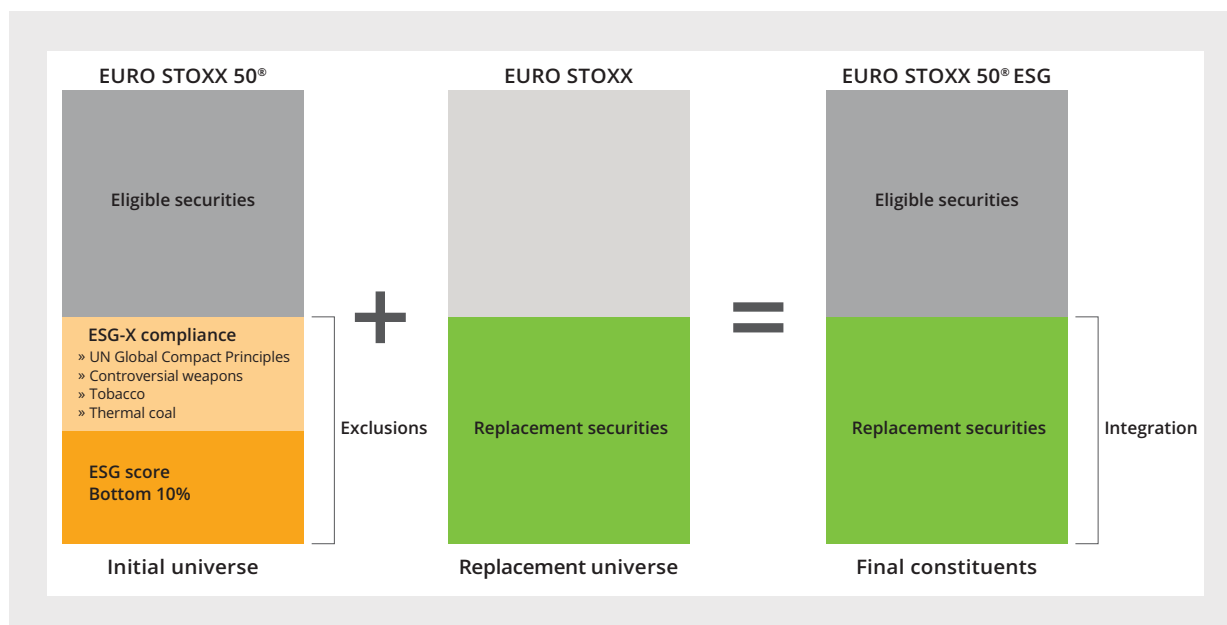 EURO STOXX 50®
Eligible securities
ESG-X compliance
» UN Global Compact Principles
» Controversial weapons
» Tobacco
» Thermal coal
ESG score
Bottom 10%
Exclusions
Initial universe
+
EURO STOXX
Replacement securities
Replacement universe
=
EURO STOXX 50® ESG
Eligible securities
Replacement securities
Integration
Final constituents